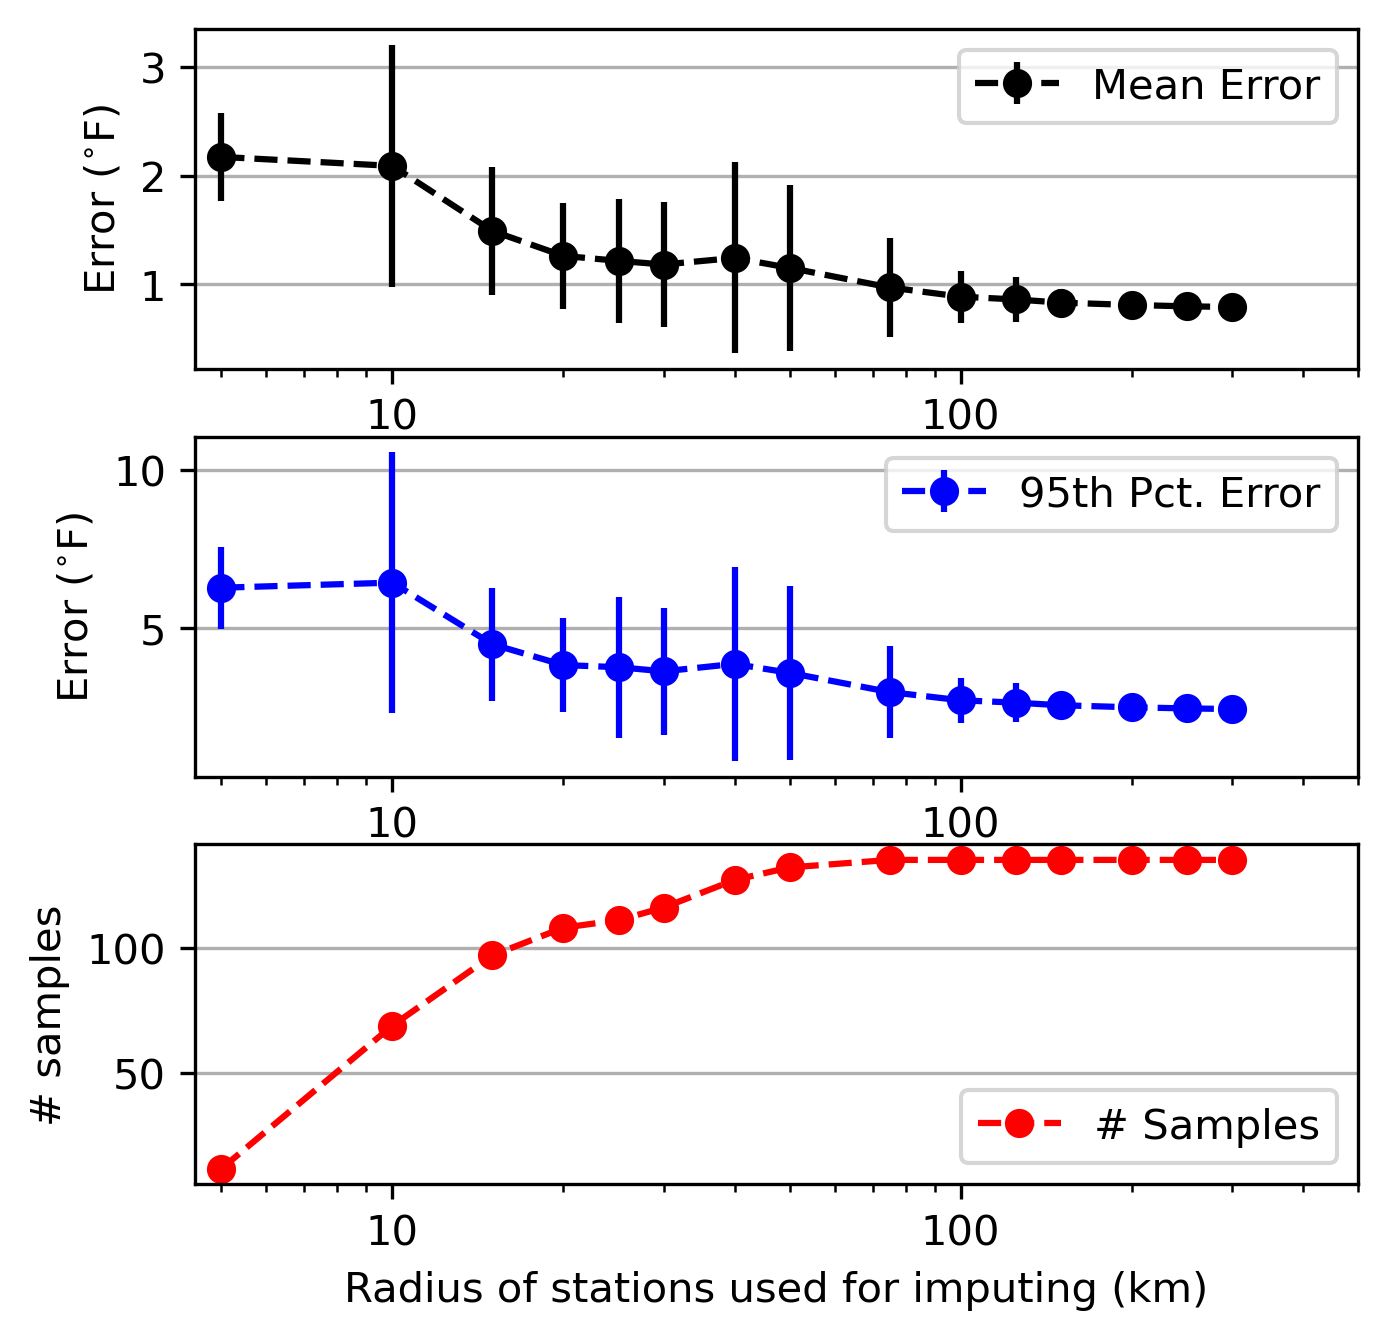 3
2
1
Error (°F)
Mean Error
10 100
10
5
Error (°F)
95th Pct. Error
10 100
100
50
# samples
# Samples
10 100
Radius of stations used for imputing (km)